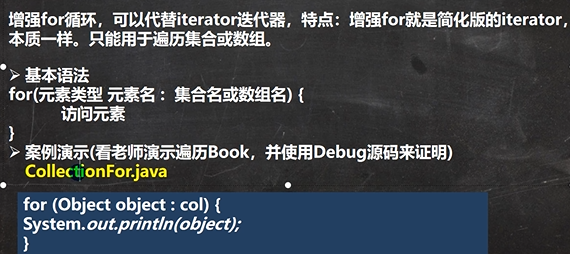 增强for循环，可以代替iterator迭代器，特点：增强for就是简化版的iterator，
本质一样。只能用于遍历集合或数组。
➢ 基本语法
for(元素类型 元素名 : 集合名或数组名) {
访问元素
}
➢ 案例演示(看老师演示遍历Book，并使用Debug源码来证明)
CollectionFor.java
for (Object object : col) {
System.out.println(object);
}